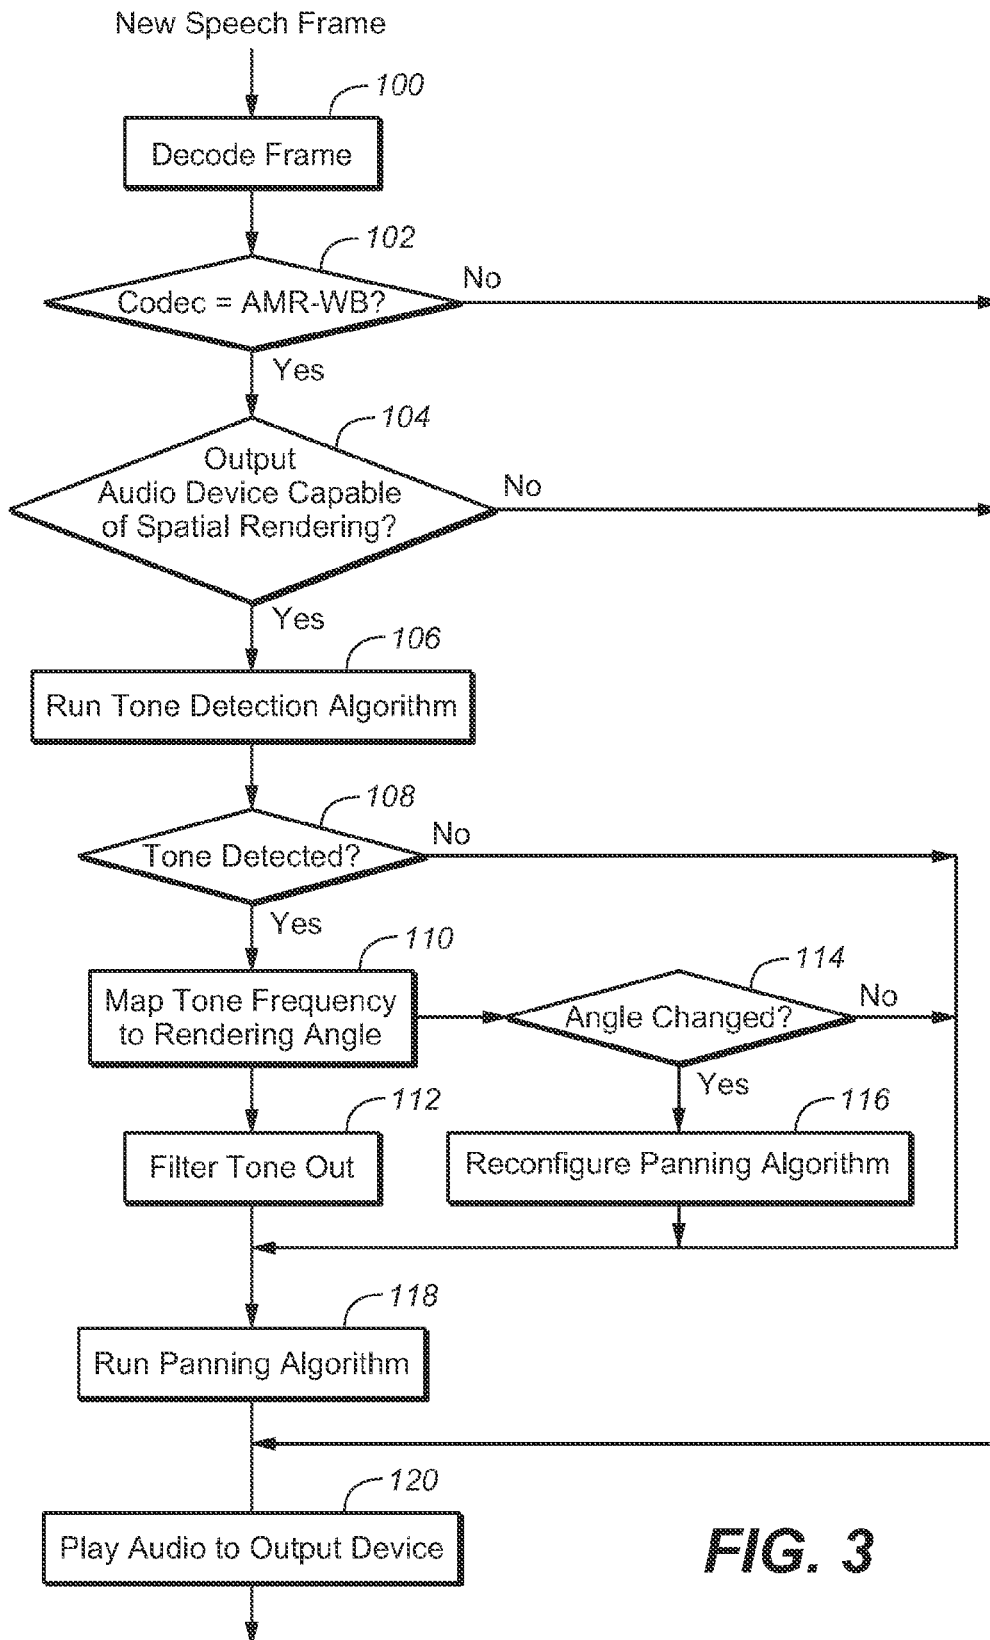 New Speech Frame
100
Decode Frame
102
Codec = AMR-WB?
No
Yes
104
Output
Audio Device Capable
of Spatial Rendering?
No
Yes
106
Run Tone Detection Algorithm
108
Tone Detected?
No
Yes
110
Map Tone Frequency
to Rendering Angle
114
Angle Changed?
No
Yes
112
Filter Tone Out
116
Reconfigure Panning Algorithm
118
Run Panning Algorithm
120
Play Audio to Output Device
FIG. 3